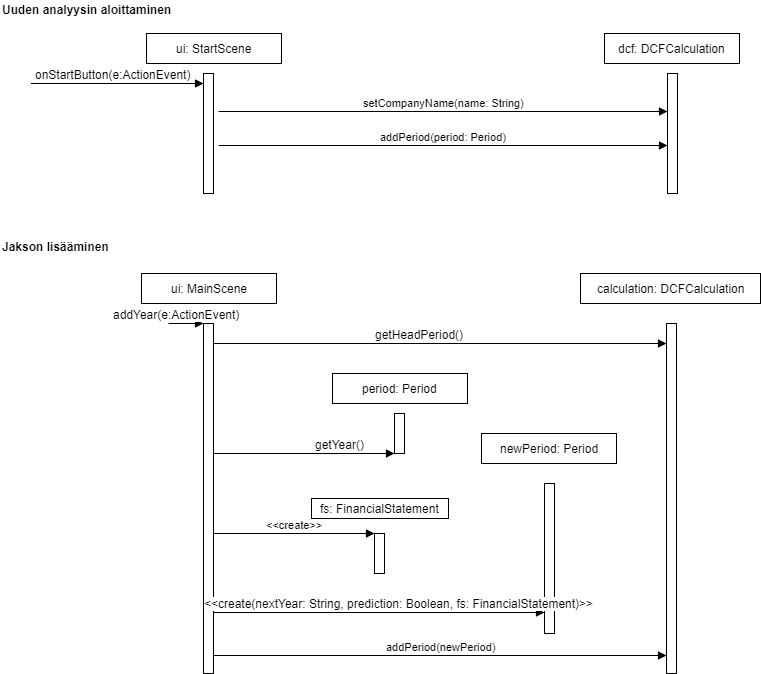 Uuden analyysin aloittaminen
ui: StartScene
dcf: DCFCalculation
onStartButton(e:ActionEvent)
setCompanyName(name: String)
addPeriod(period: Period)
Jakson lisääminen
ui: MainScene
calculation: DCFCalculation
addYear(e:ActionEvent)
getHeadPeriod()
period: Period
getYear()
newPeriod: Period
fs: FinancialStatement
<<create>>
<<create(nextYear: String, prediction: Boolean, fs: FinancialStatement)>>
addPeriod(newPeriod)